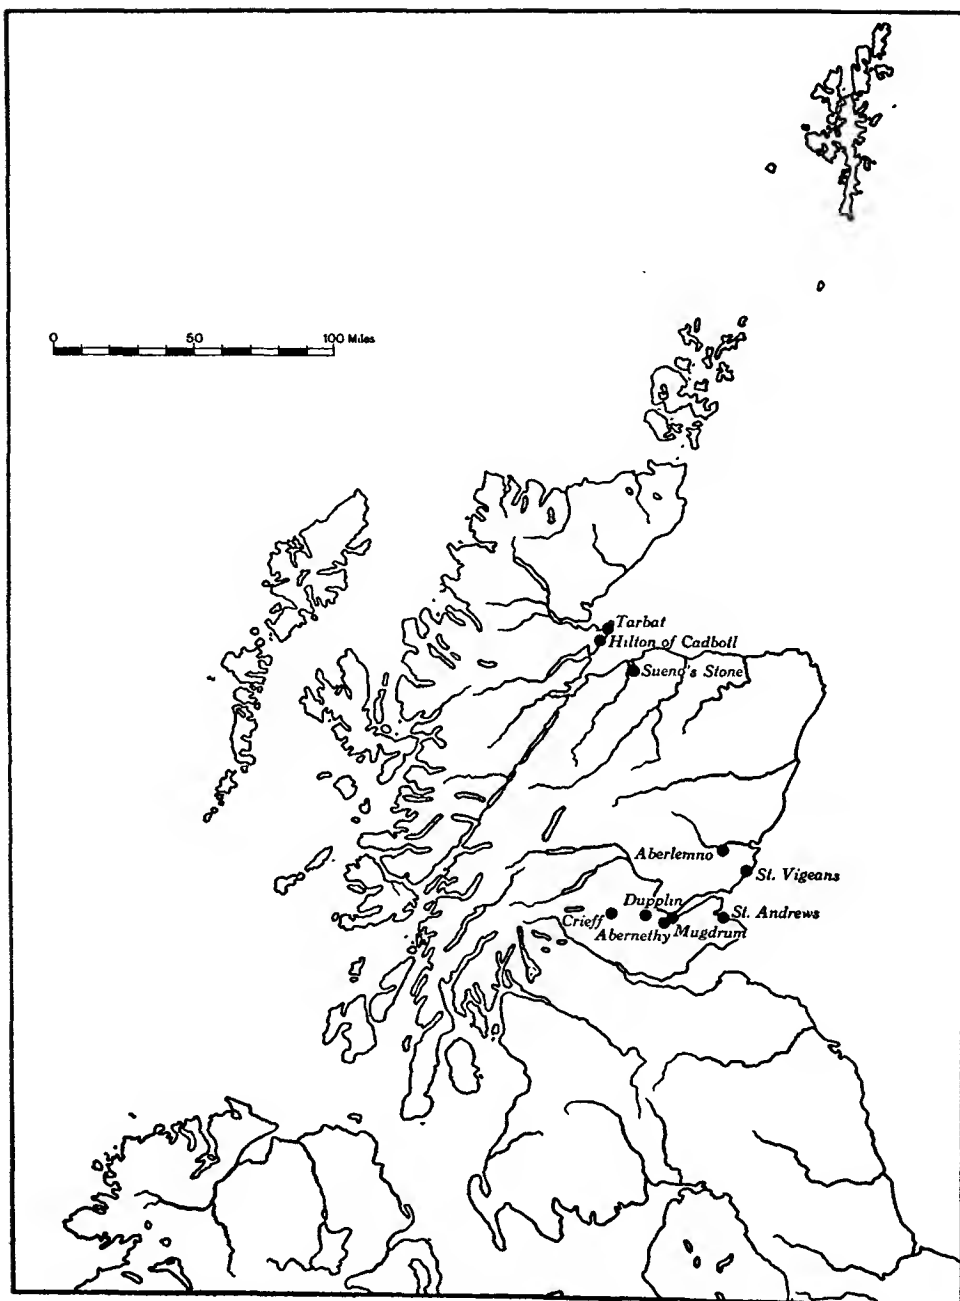 0 50 100 Miles
Tarbat
Hilton of Cadboll
Sueno's Stone
Aberlemno
St. Vigeans
Dupplin
Crieff
St. Andrews
Abernethy Mugdrum